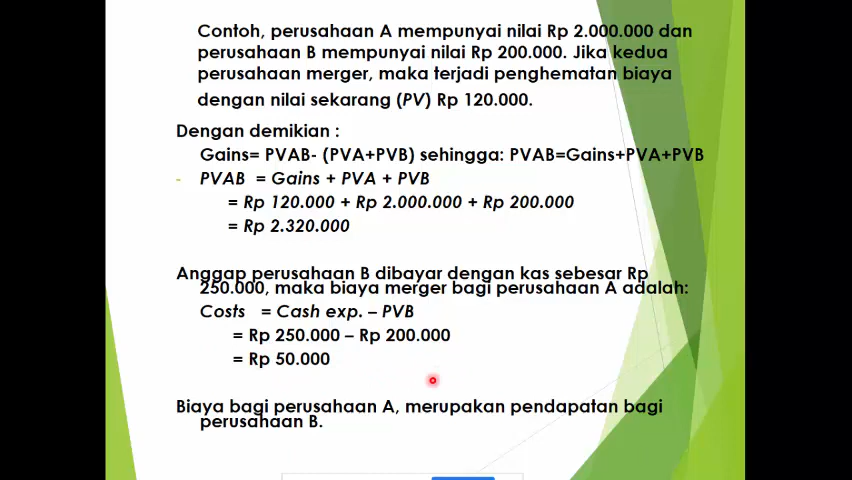 Contoh, perusahaan A mempunyai nilai Rp 2.000.000 dan
perusahaan B mempunyai nilai Rp 200.000. Jika kedua
perusahaan merger, maka terjadi penghematan biaya
dengan nilai sekarang (PV) Rp 120.000.
Dengan demikian :
Gains= PVAB- (PVA+PVB) sehingga: PVAB=Gains+PVA+PVB
- PVAB = Gains + PVA + PVB
= Rp 120.000 + Rp 2.000.000 + Rp 200.000
= Rp 2.320.000
Anggap perusahaan B dibayar dengan kas sebesar Rp
250.000, maka biaya merger bagi perusahaan A adalah:
Costs = Cash exp. – PVB
= Rp 250.000 – Rp 200.000
= Rp 50.000
Biaya bagi perusahaan A, merupakan pendapatan bagi
perusahaan B.